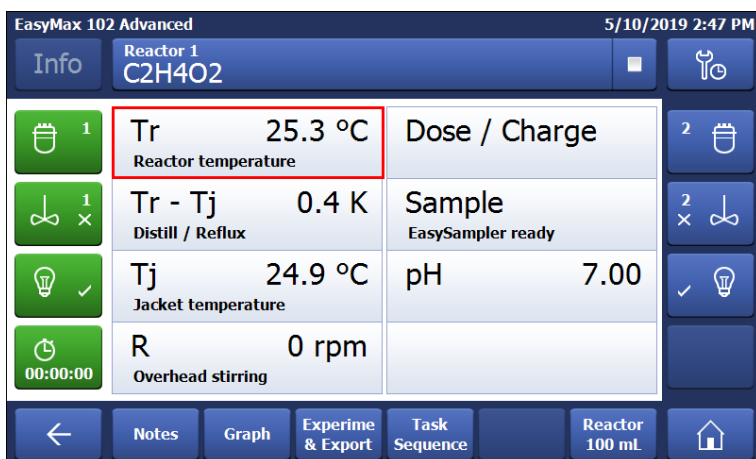 EasyMax 102 Advanced
5/10/2019 2:47 PM
Info
Reactor 1
C2H4O2
1
Tr 25.3 °C
Reactor temperature
Dose / Charge
2
1
Tr - Tj 0.4 K
Distill / Reflux
Sample
EasySampler ready
2
Tj 24.9 °C
Jacket temperature
pH 7.00
00:00:00
R 0 rpm
Overhead stirring
Notes
Graph
Experime
& Export
Task
Sequence
Reactor
100 mL